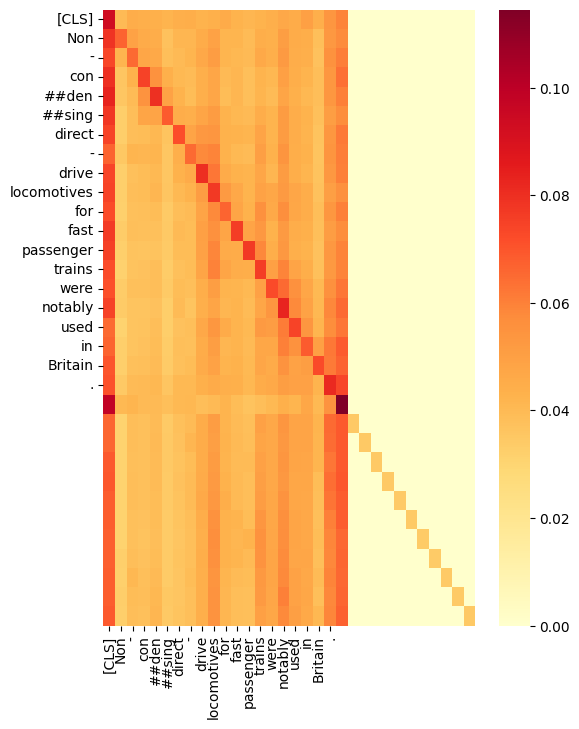 [CLS]
Non
-
con
##den
##sing
direct
-
drive
locomotives
for
fast
passenger
trains
were
notably
used
in
Britain
.
0.10
0.08
0.06
0.04
0.02
0.00
[CLS]
Non
-
con
##den
##sing
direct
-
drive
locomotives
for
fast
passenger
trains
were
notably
used
in
Britain
.